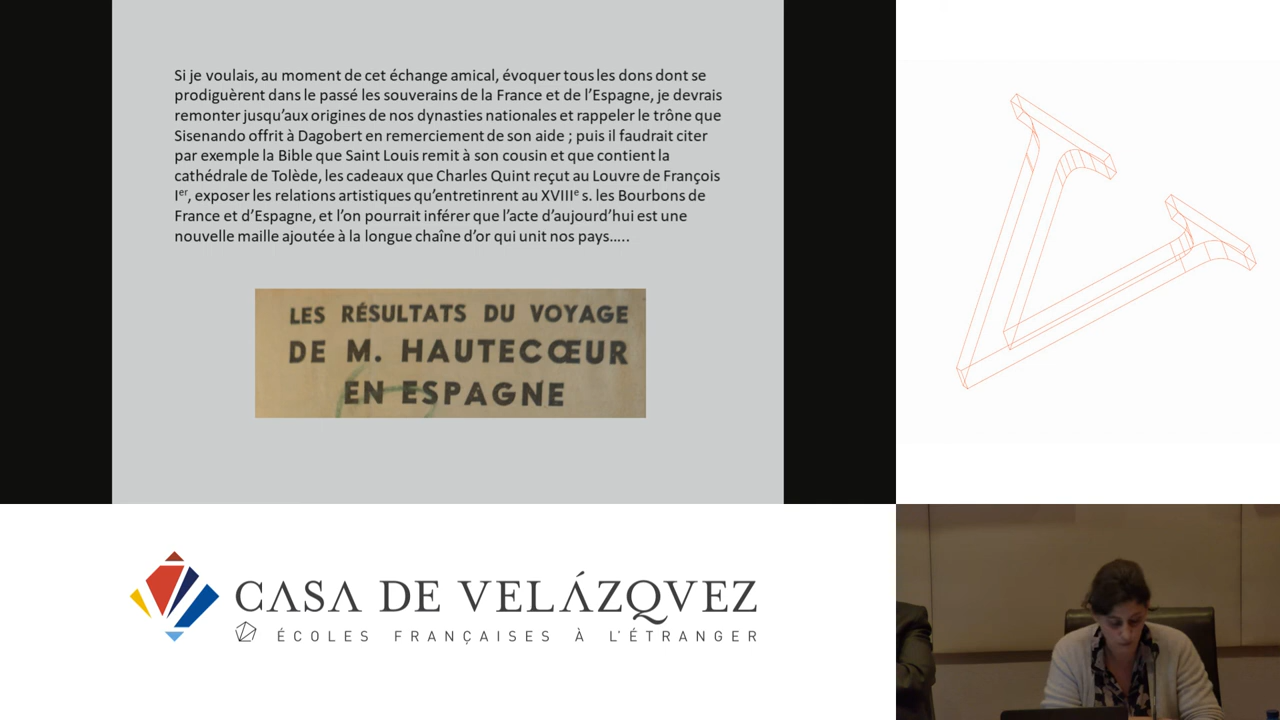 Si je voulais, au moment de cet échange amical, évoquer tous les dons dont se
prodiguèrent dans le passé les souverains de la France et de l’Espagne, je devrais
remonter jusqu’aux origines de nos dynasties nationales et rappeler le trône que
Sisenando offrit à Dagobert en remerciement de son aide ; puis il faudrait citer
par exemple la Bible que Saint Louis remit à son cousin et que contient la
cathédrale de Tolède, les cadeaux que Charles Quint reçut au Louvre de François
Ier, exposer les relations artistiques qu’entretinrent au XVIIIe s. les Bourbons de
France et d’Espagne, et l’on pourrait inférer que l’acte d’aujourd’hui est une
nouvelle maille ajoutée à la longue chaîne d’or qui unit nos pays…..
LES RÉSULTATS DU VOYAGE
DE M. HAUTECŒUR
EN ESPAGNE
CASA DE VELÁZQVEZ
ÉCOLES FRANÇAISES À L'ÉTRANGER